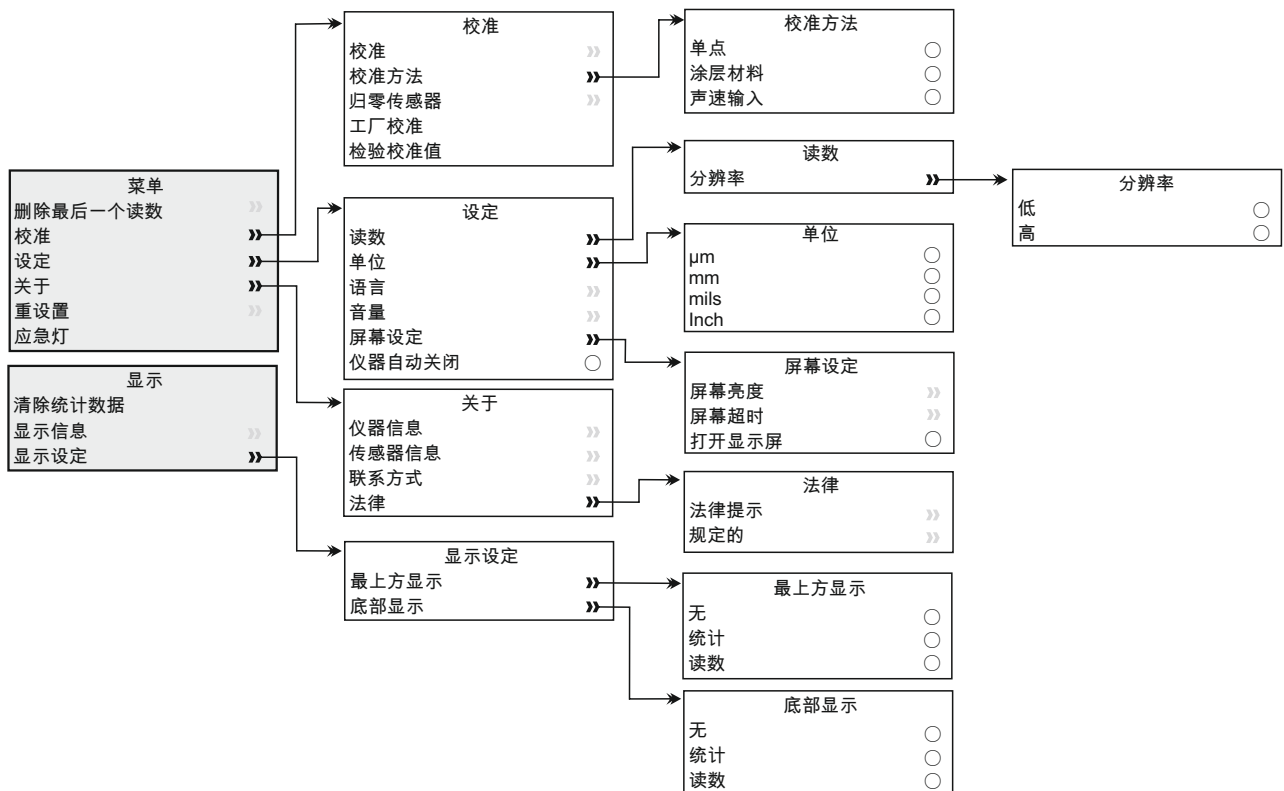 菜单
删除最后一个读数
校准
设定
关于
重设置
应急灯
显示
清除统计数据
显示信息
显示设定
校准
校准
校准方法
归零传感器
工厂校准
检验校准值
设定
读数
单位
语言
音量
屏幕设定
仪器自动关闭
关于
仪器信息
传感器信息
联系方式
法律
显示设定
最上方显示
底部显示
校准方法
单点
涂层材料
声速输入
读数
分辨率
单位
µm
mm
mils
Inch
屏幕设定
屏幕亮度
屏幕超时
打开显示屏
法律
法律提示
规定的
最上方显示
无
统计
读数
底部显示
无
统计
读数
分辨率
低
高